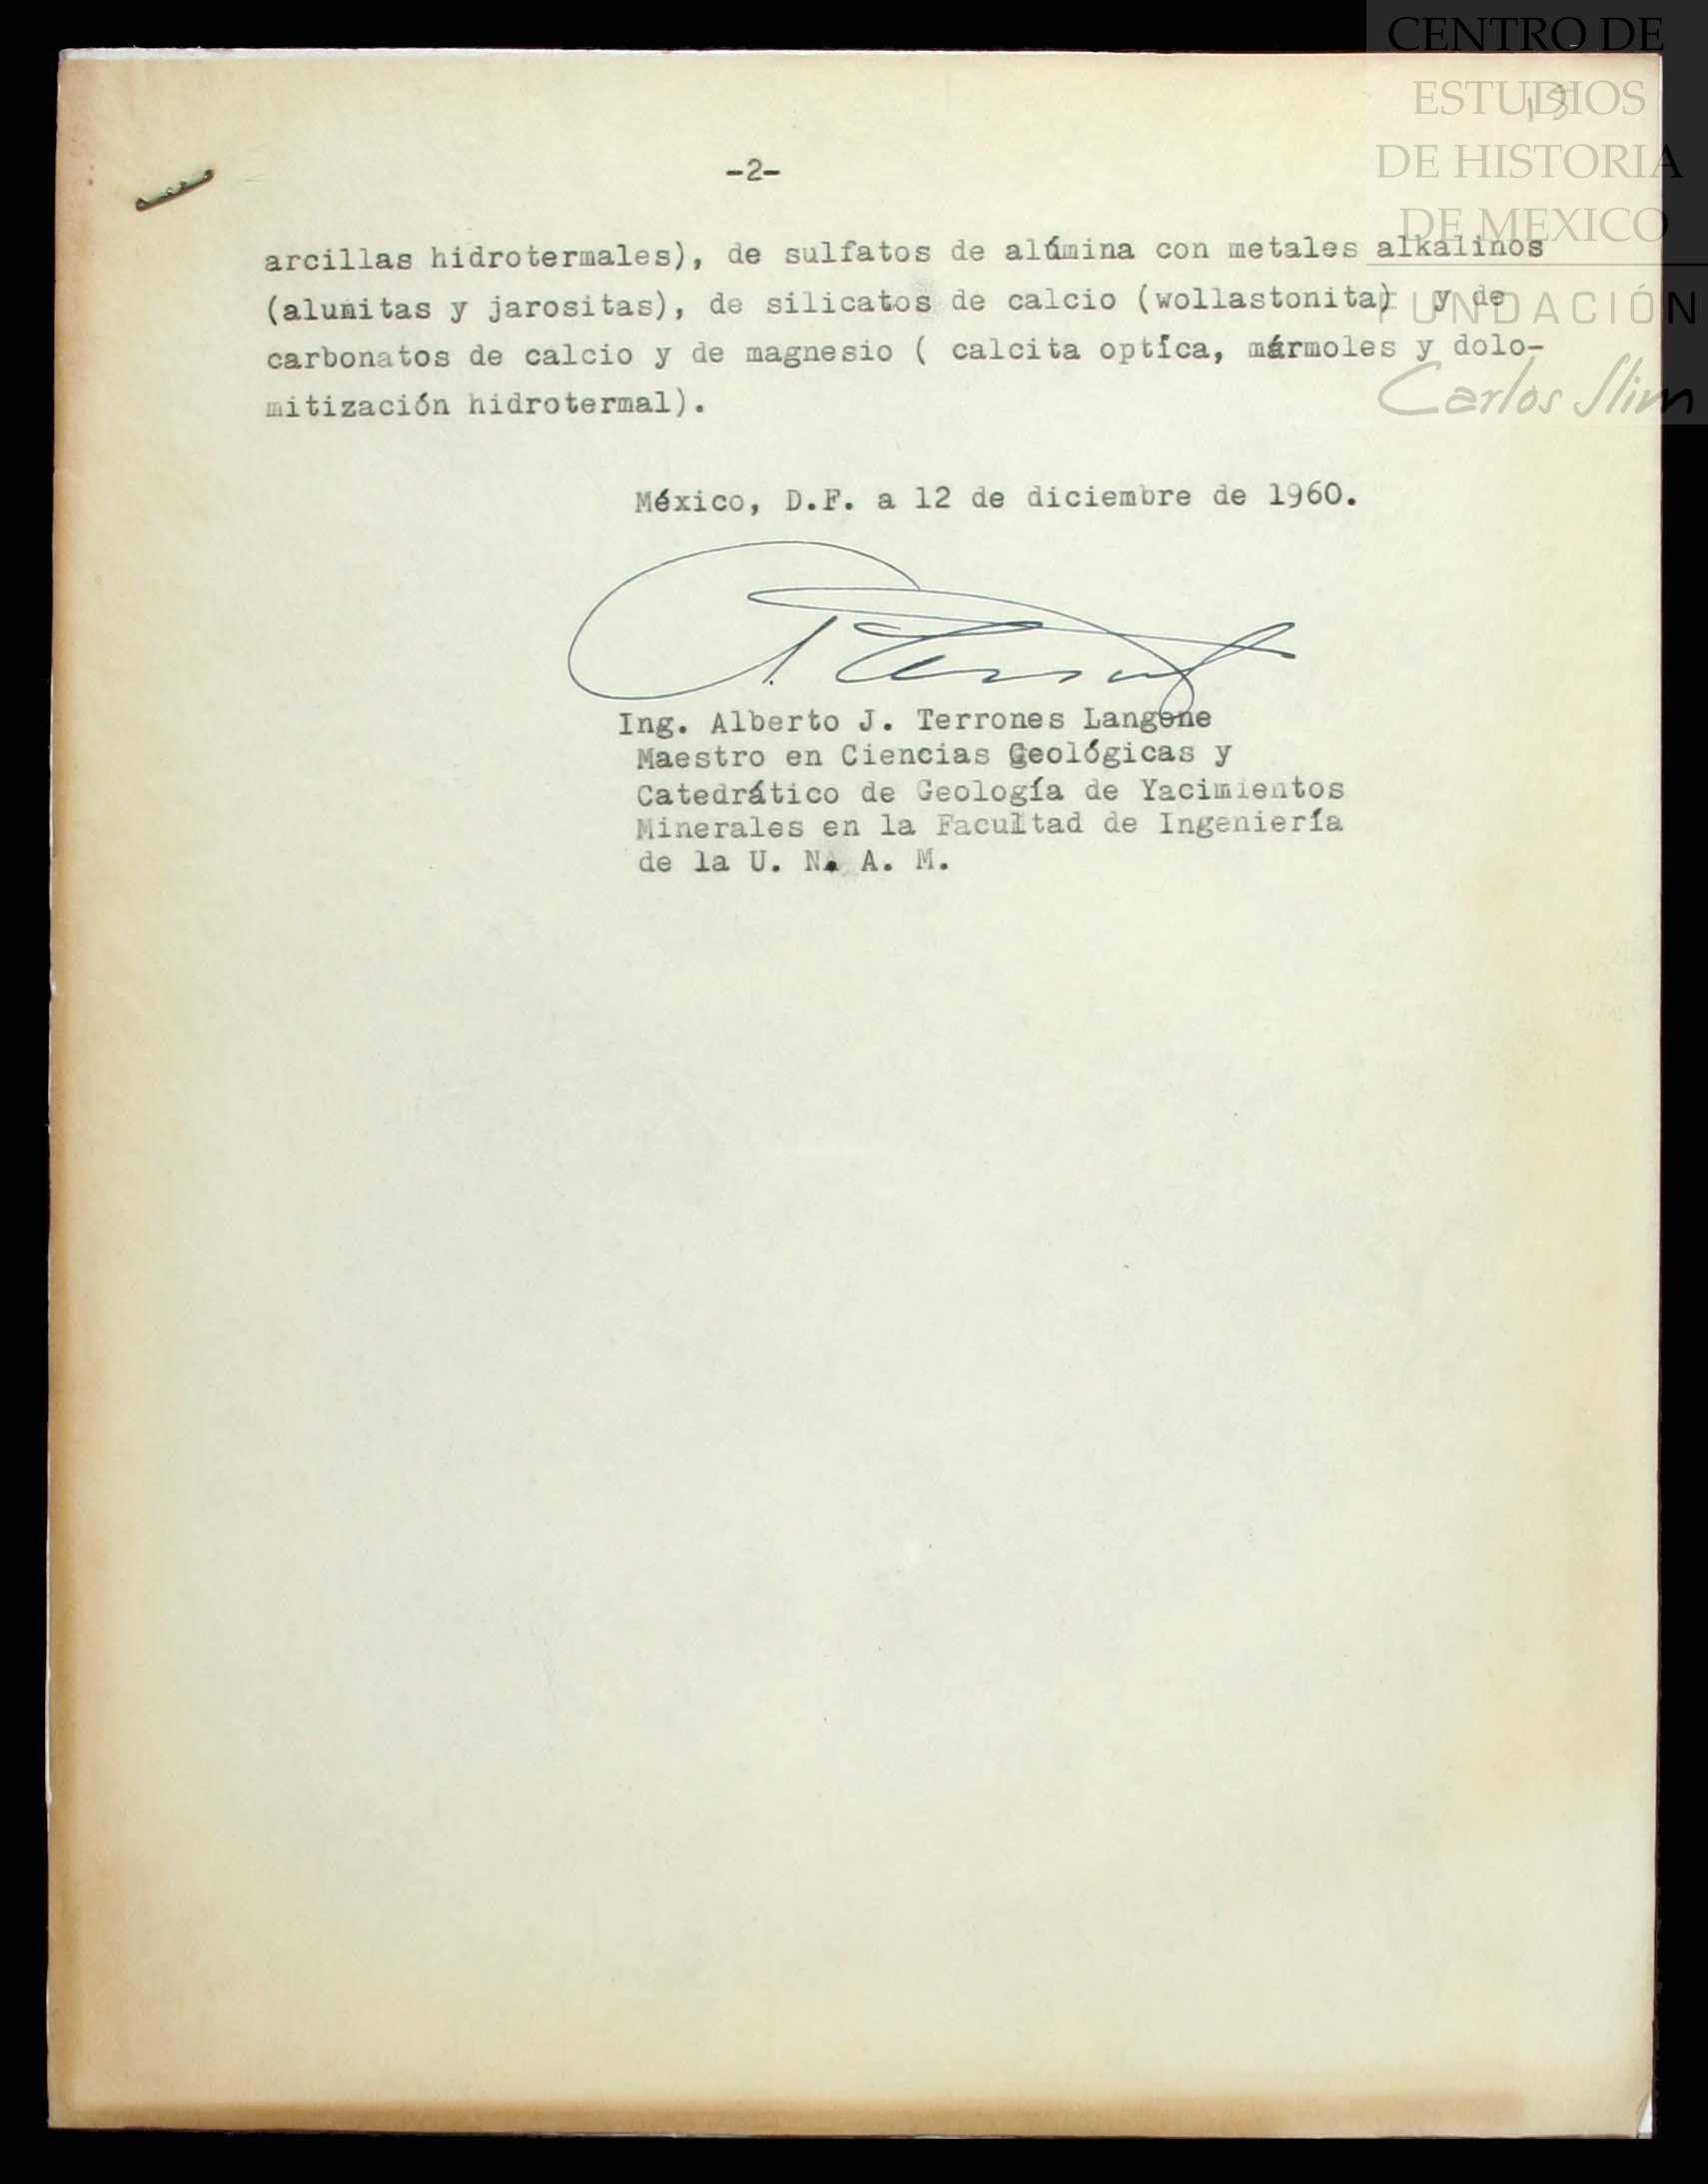 CENTRO DE
ESTUDIOS
DE HISTORIA
DE MEXICO
FUNDACIÓN
Carlos Slim
-2-
arcillas hidrotermales), de sulfatos de alúmina con metales alkalinos
(alunitas y jarositas), de silicatos de calcio (wollastonita) y de
carbonatos de calcio y de magnesio ( calcita optíca, mármoles y dolo-
mitización hidrotermal).
México, D.F. a 12 de diciembre de 1960.
Ing. Alberto J. Terrones Langone
Maestro en Ciencias Geológicas y
Catedrático de Geología de Yacimientos
Minerales en la Facultad de Ingeniería
de la U. N. A. M.